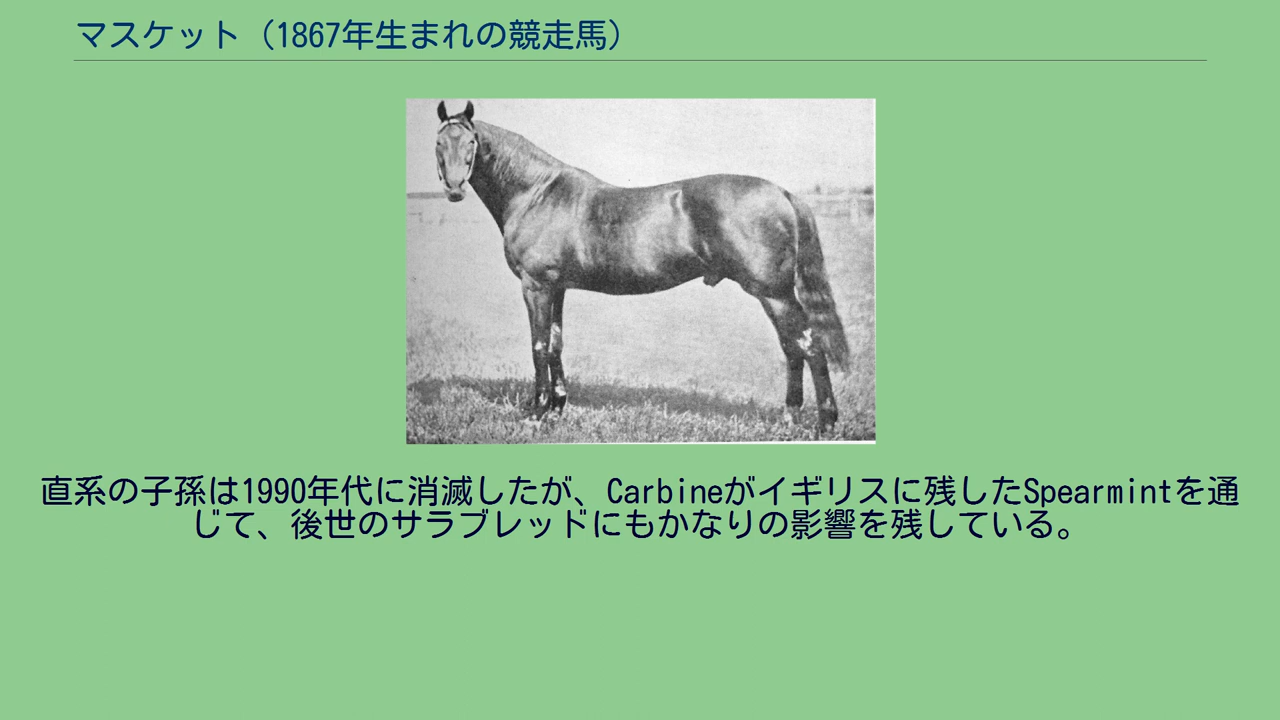 マスケット（1867年生まれの競走馬）
直系の子孫は1990年代に消滅したが、Carbineがイギリスに残したSpearmintを通
じて、後世のサラブレッドにもかなりの影響を残している。